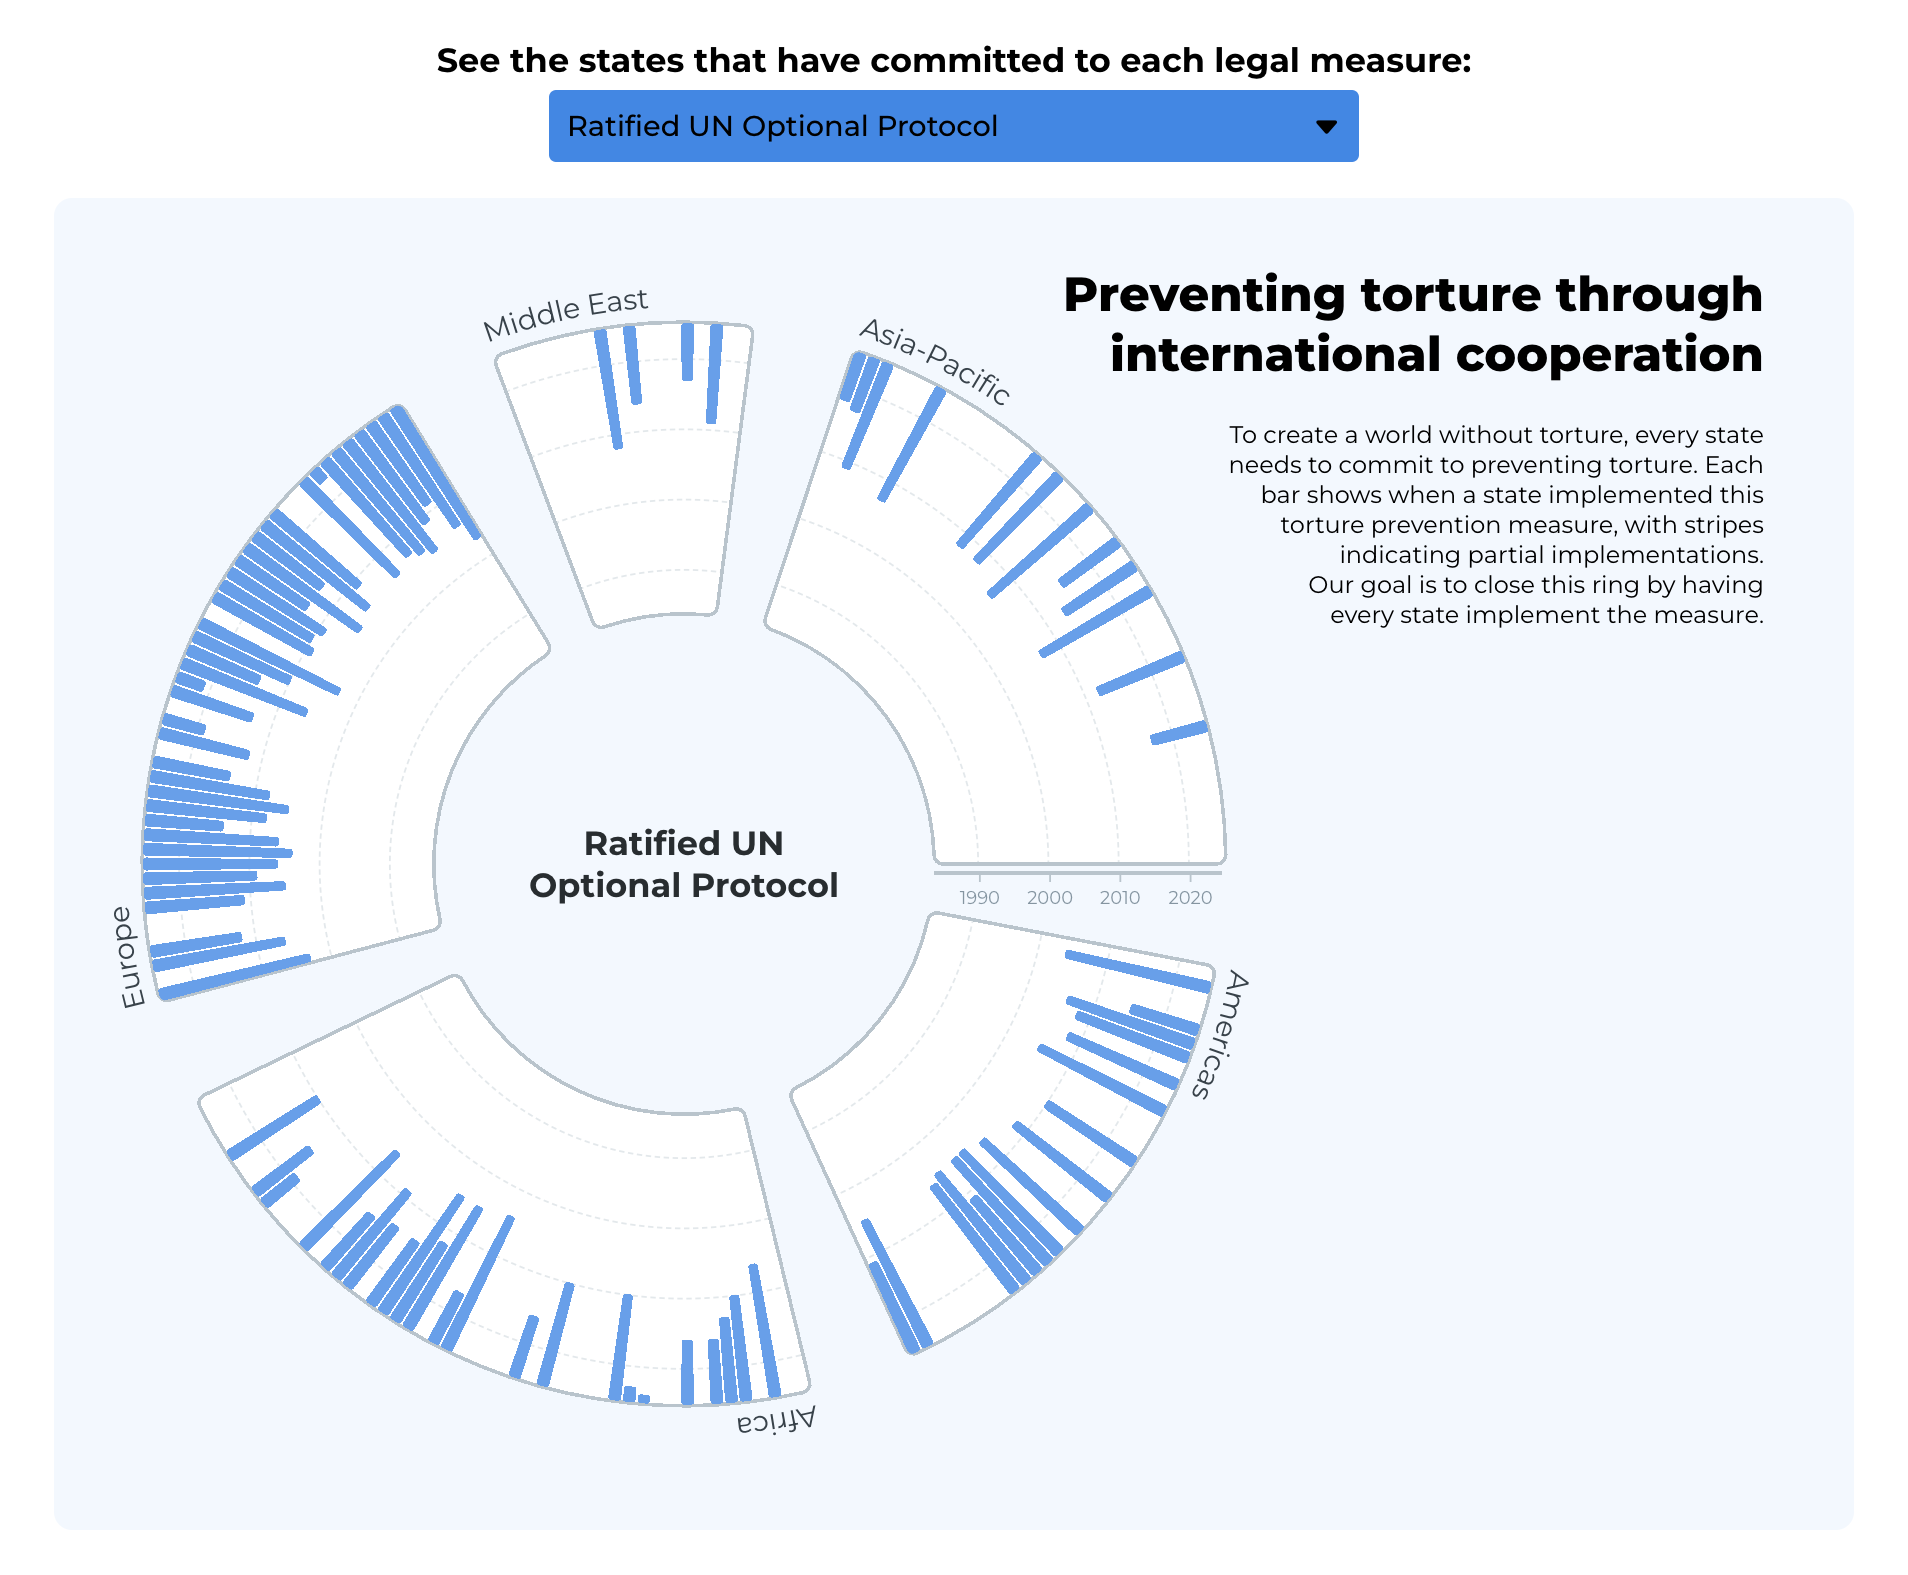 See the states that have committed to each legal measure:
Ratified UN Optional Protocol
Preventing torture through
international cooperation
To create a world without torture, every state
needs to commit to preventing torture. Each
bar shows when a state implemented this
torture prevention measure, with stripes
indicating partial implementations.
Our goal is to close this ring by having
every state implement the measure.
Middle East
Asia-Pacific
Ratified UN
Optional Protocol
1990 2000 2010 2020
Europe
Americas
Africa